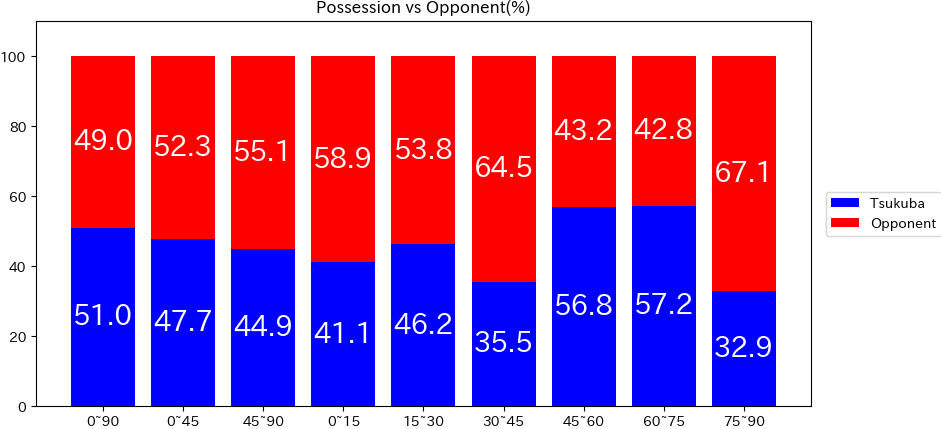 Possession vs Opponent(%)
100
80
60
40
20
0
49.0 52.3 55.1 58.9 53.8 64.5 43.2 42.8 67.1
51.0 47.7 44.9 41.1 46.2 35.5 56.8 57.2 32.9
0~90 0~45 45~90 0~15 15~30 30~45 45~60 60~75 75~90
Tsukuba
Opponent